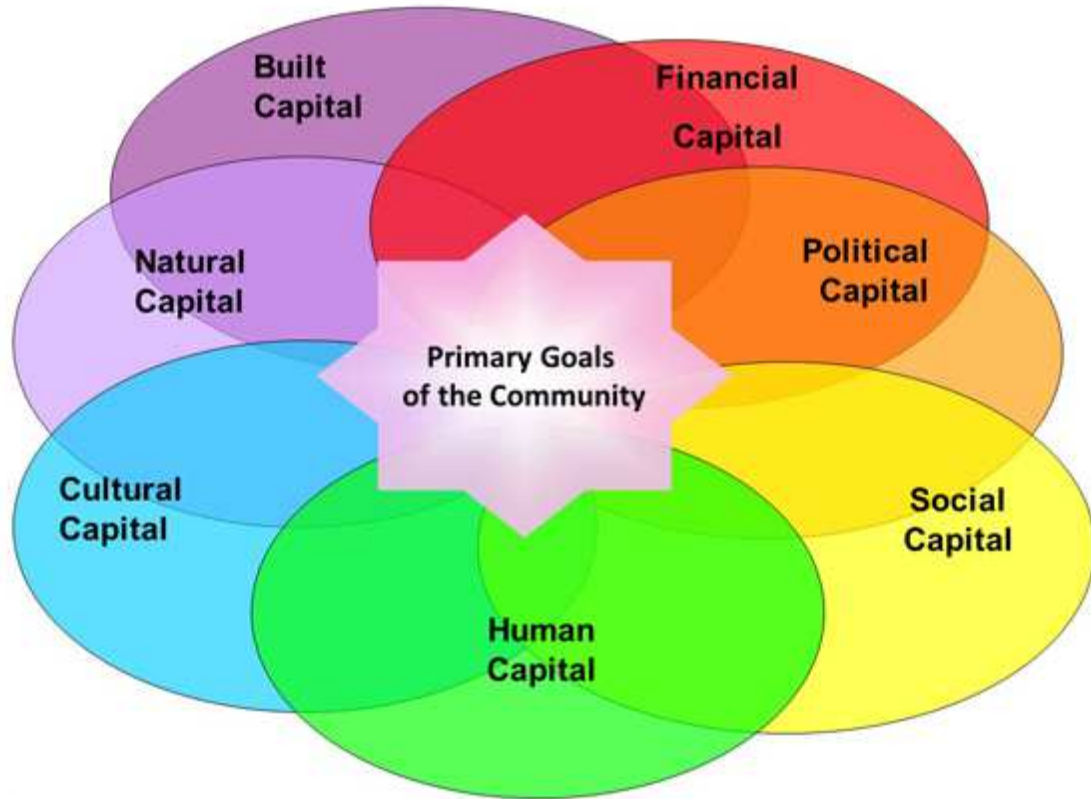 Built
Capital
Financial
Capital
Natural
Capital
Political
Capital
Primary Goals
of the Community
Cultural
Capital
Social
Capital
Human
Capital